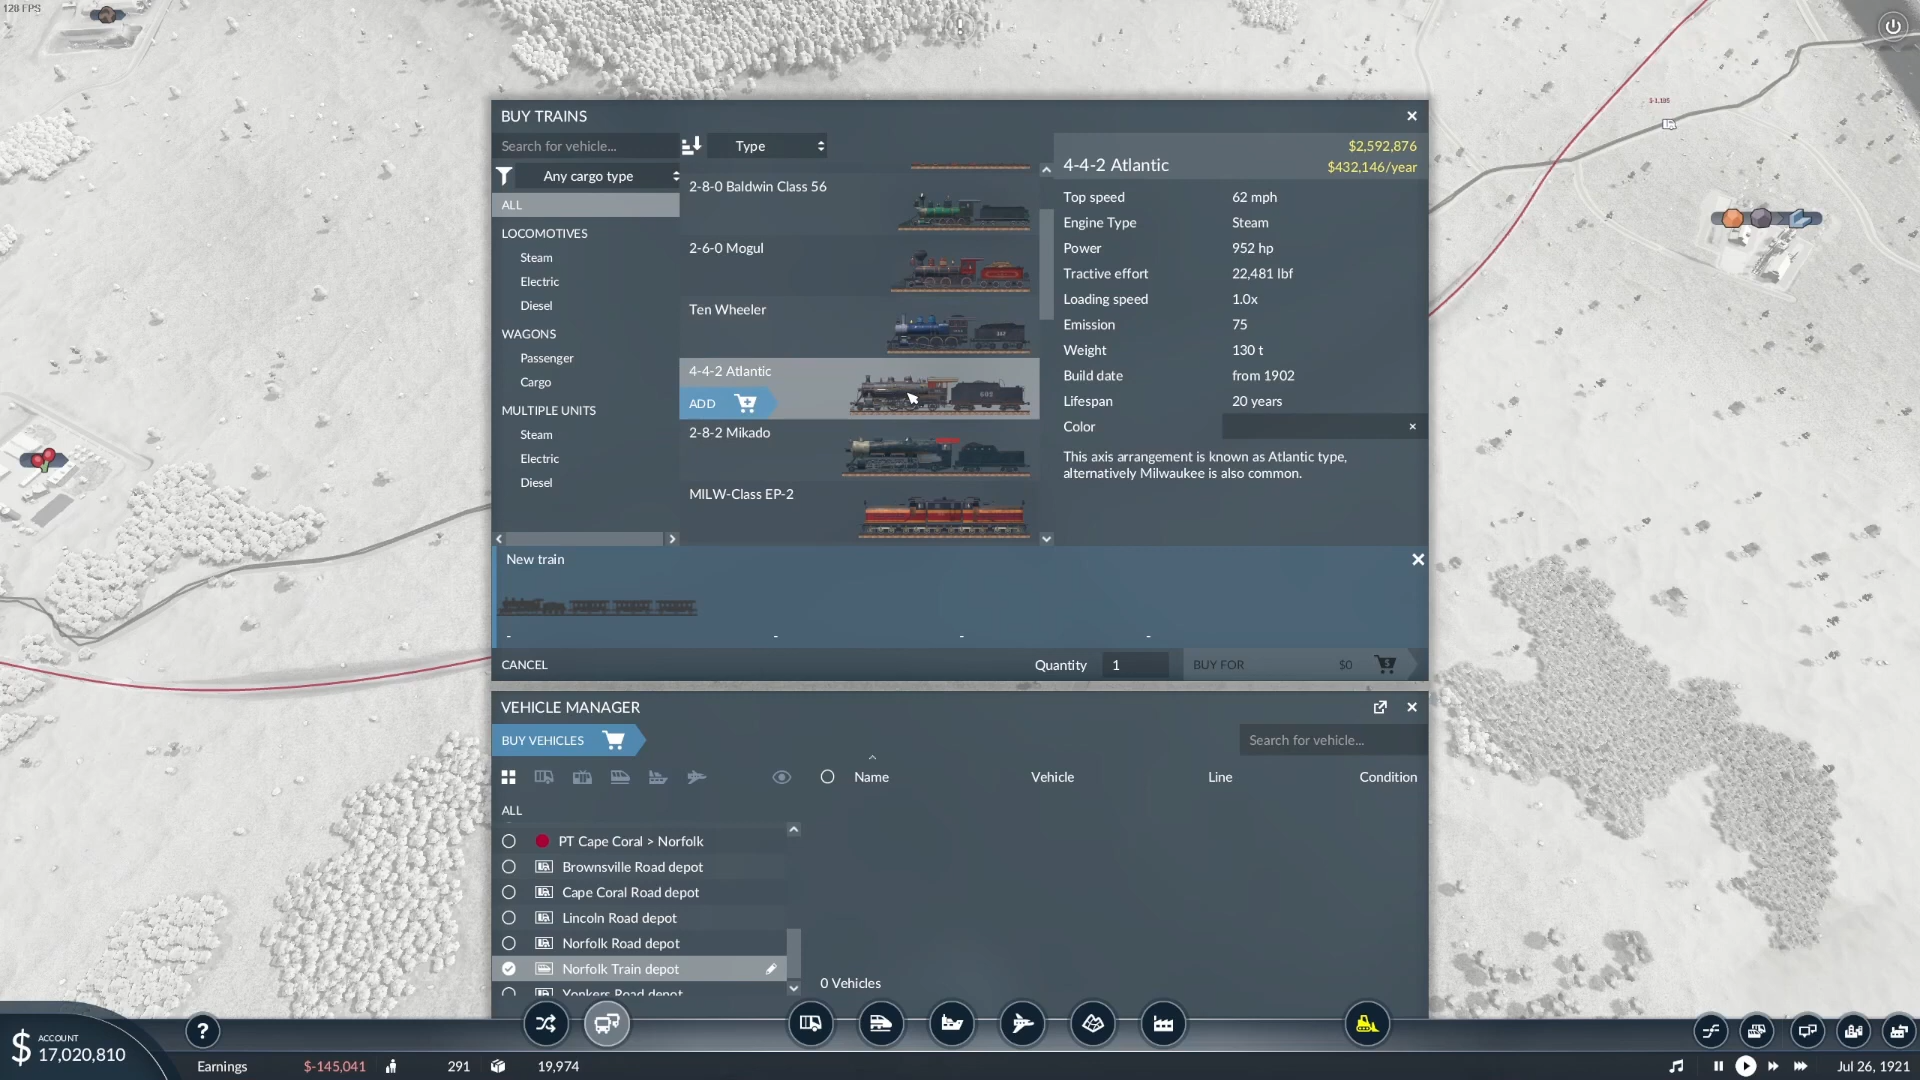 128 FPS
BUY TRAINS
Search for vehicle...
Type
Any cargo type
ALL
LOCOMOTIVES
Steam
Electric
Diesel
WAGONS
Passenger
Cargo
MULTIPLE UNITS
Steam
Electric
Diesel
2-8-0 Baldwin Class 56
2-6-0 Mogul
Ten Wheeler
4-4-2 Atlantic
ADD
2-8-2 Mikado
MILW-Class EP-2
$2,592,876
4-4-2 Atlantic
$432,146/year
Top speed 62 mph
Engine Type Steam
Power 952 hp
Tractive effort 22,481 lbf
Loading speed 1.0x
Emission 75
Weight 130 t
Build date from 1902
Lifespan 20 years
Color
This axis arrangement is known as Atlantic type,
alternatively Milwaukee is also common.
New train
- - - -
CANCEL
Quantity 1
BUY FOR $0
VEHICLE MANAGER
BUY VEHICLES
Search for vehicle...
Name Vehicle Line Condition
ALL
PT Cape Coral > Norfolk
Brownsville Road depot
Cape Coral Road depot
Lincoln Road depot
Norfolk Road depot
Norfolk Train depot
Yonkers Road depot
0 Vehicles
$ ACCOUNT
17,020,810
?
Earnings $-145,041 291 19,974
Jul 26, 1921